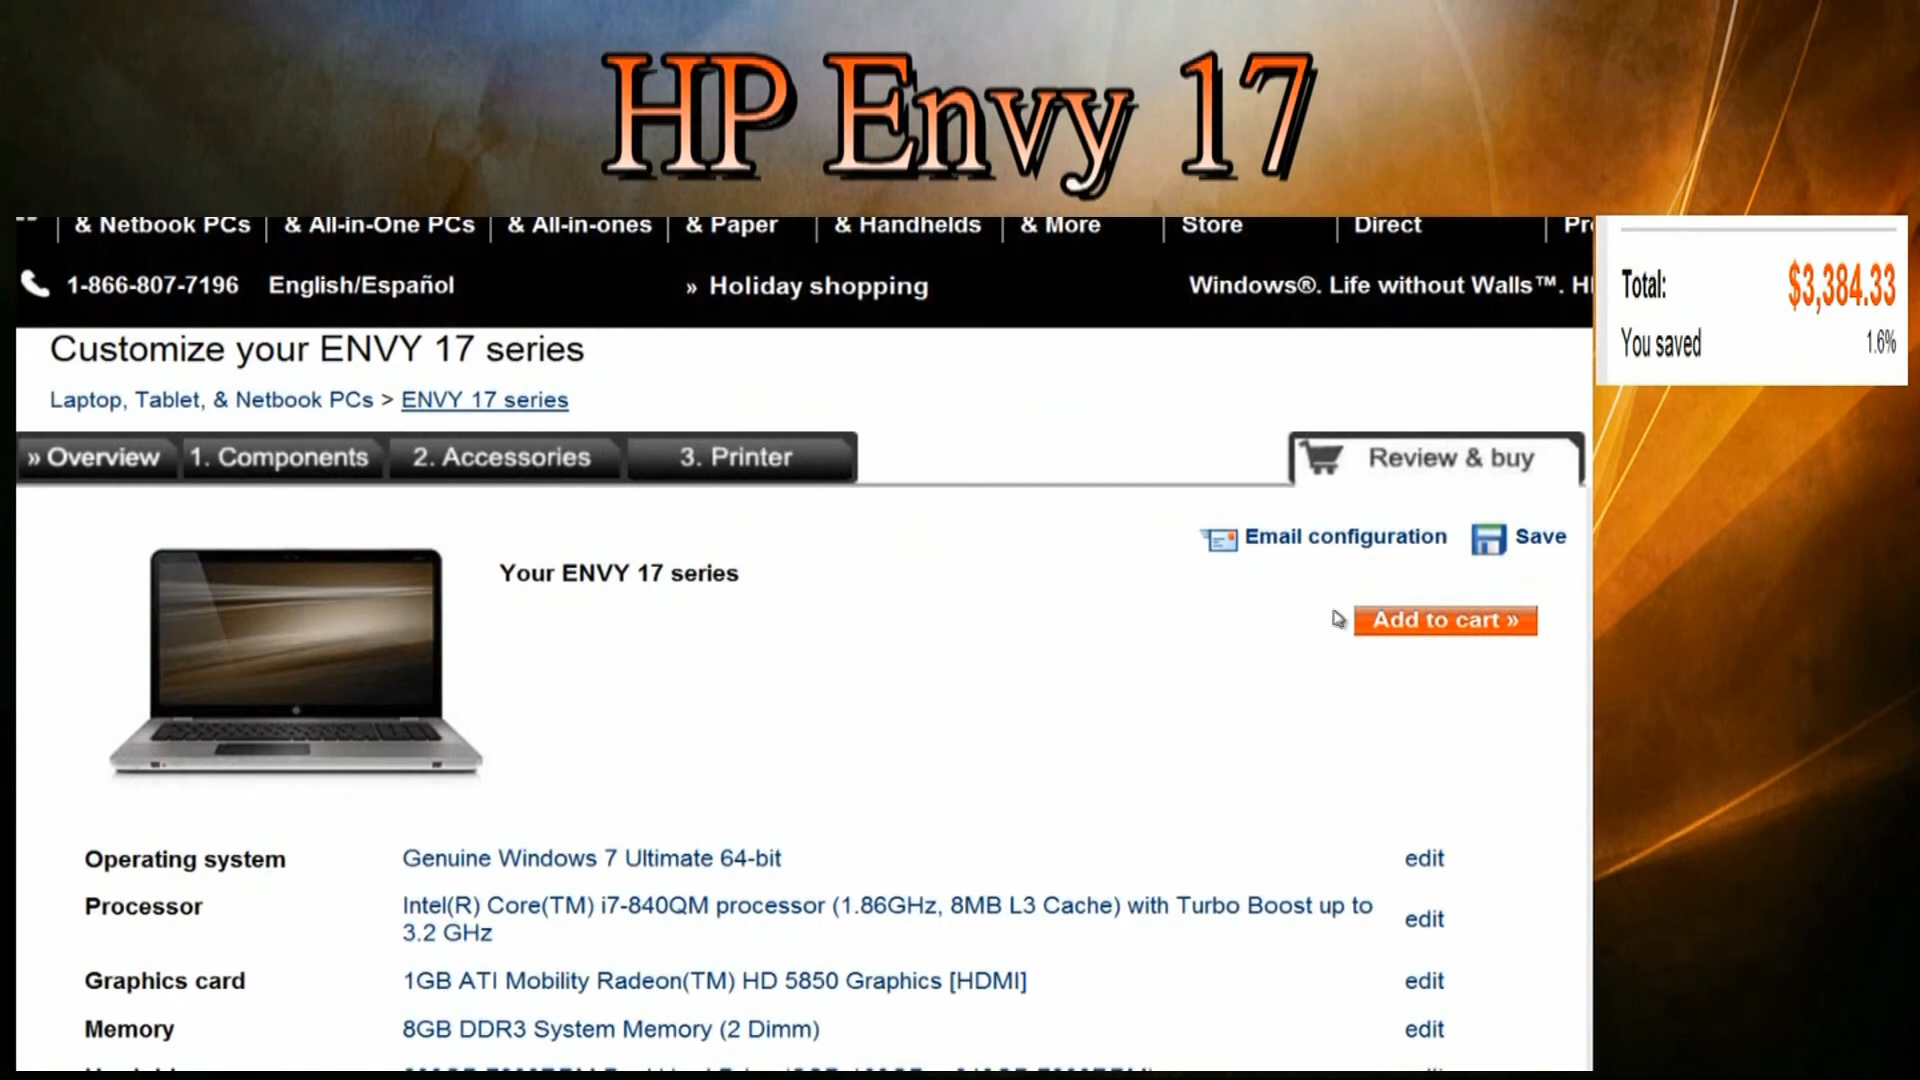 HP Envy 17
& Netbook PCs & All-in-One PCs & All-in-ones & Paper & Handhelds & More Store Direct
1-866-807-7196 English/Español » Holiday shopping Windows®. Life without Walls™.
Total: $3,384.33
You saved 1.6%
Customize your ENVY 17 series
Laptop, Tablet, & Netbook PCs > ENVY 17 series
» Overview 1. Components 2. Accessories 3. Printer Review & buy
Email configuration Save
Your ENVY 17 series
Add to cart »
Operating system Genuine Windows 7 Ultimate 64-bit edit
Processor Intel(R) Core(TM) i7-840QM processor (1.86GHz, 8MB L3 Cache) with Turbo Boost up to
3.2 GHz edit
Graphics card 1GB ATI Mobility Radeon(TM) HD 5850 Graphics [HDMI] edit
Memory 8GB DDR3 System Memory (2 Dimm) edit